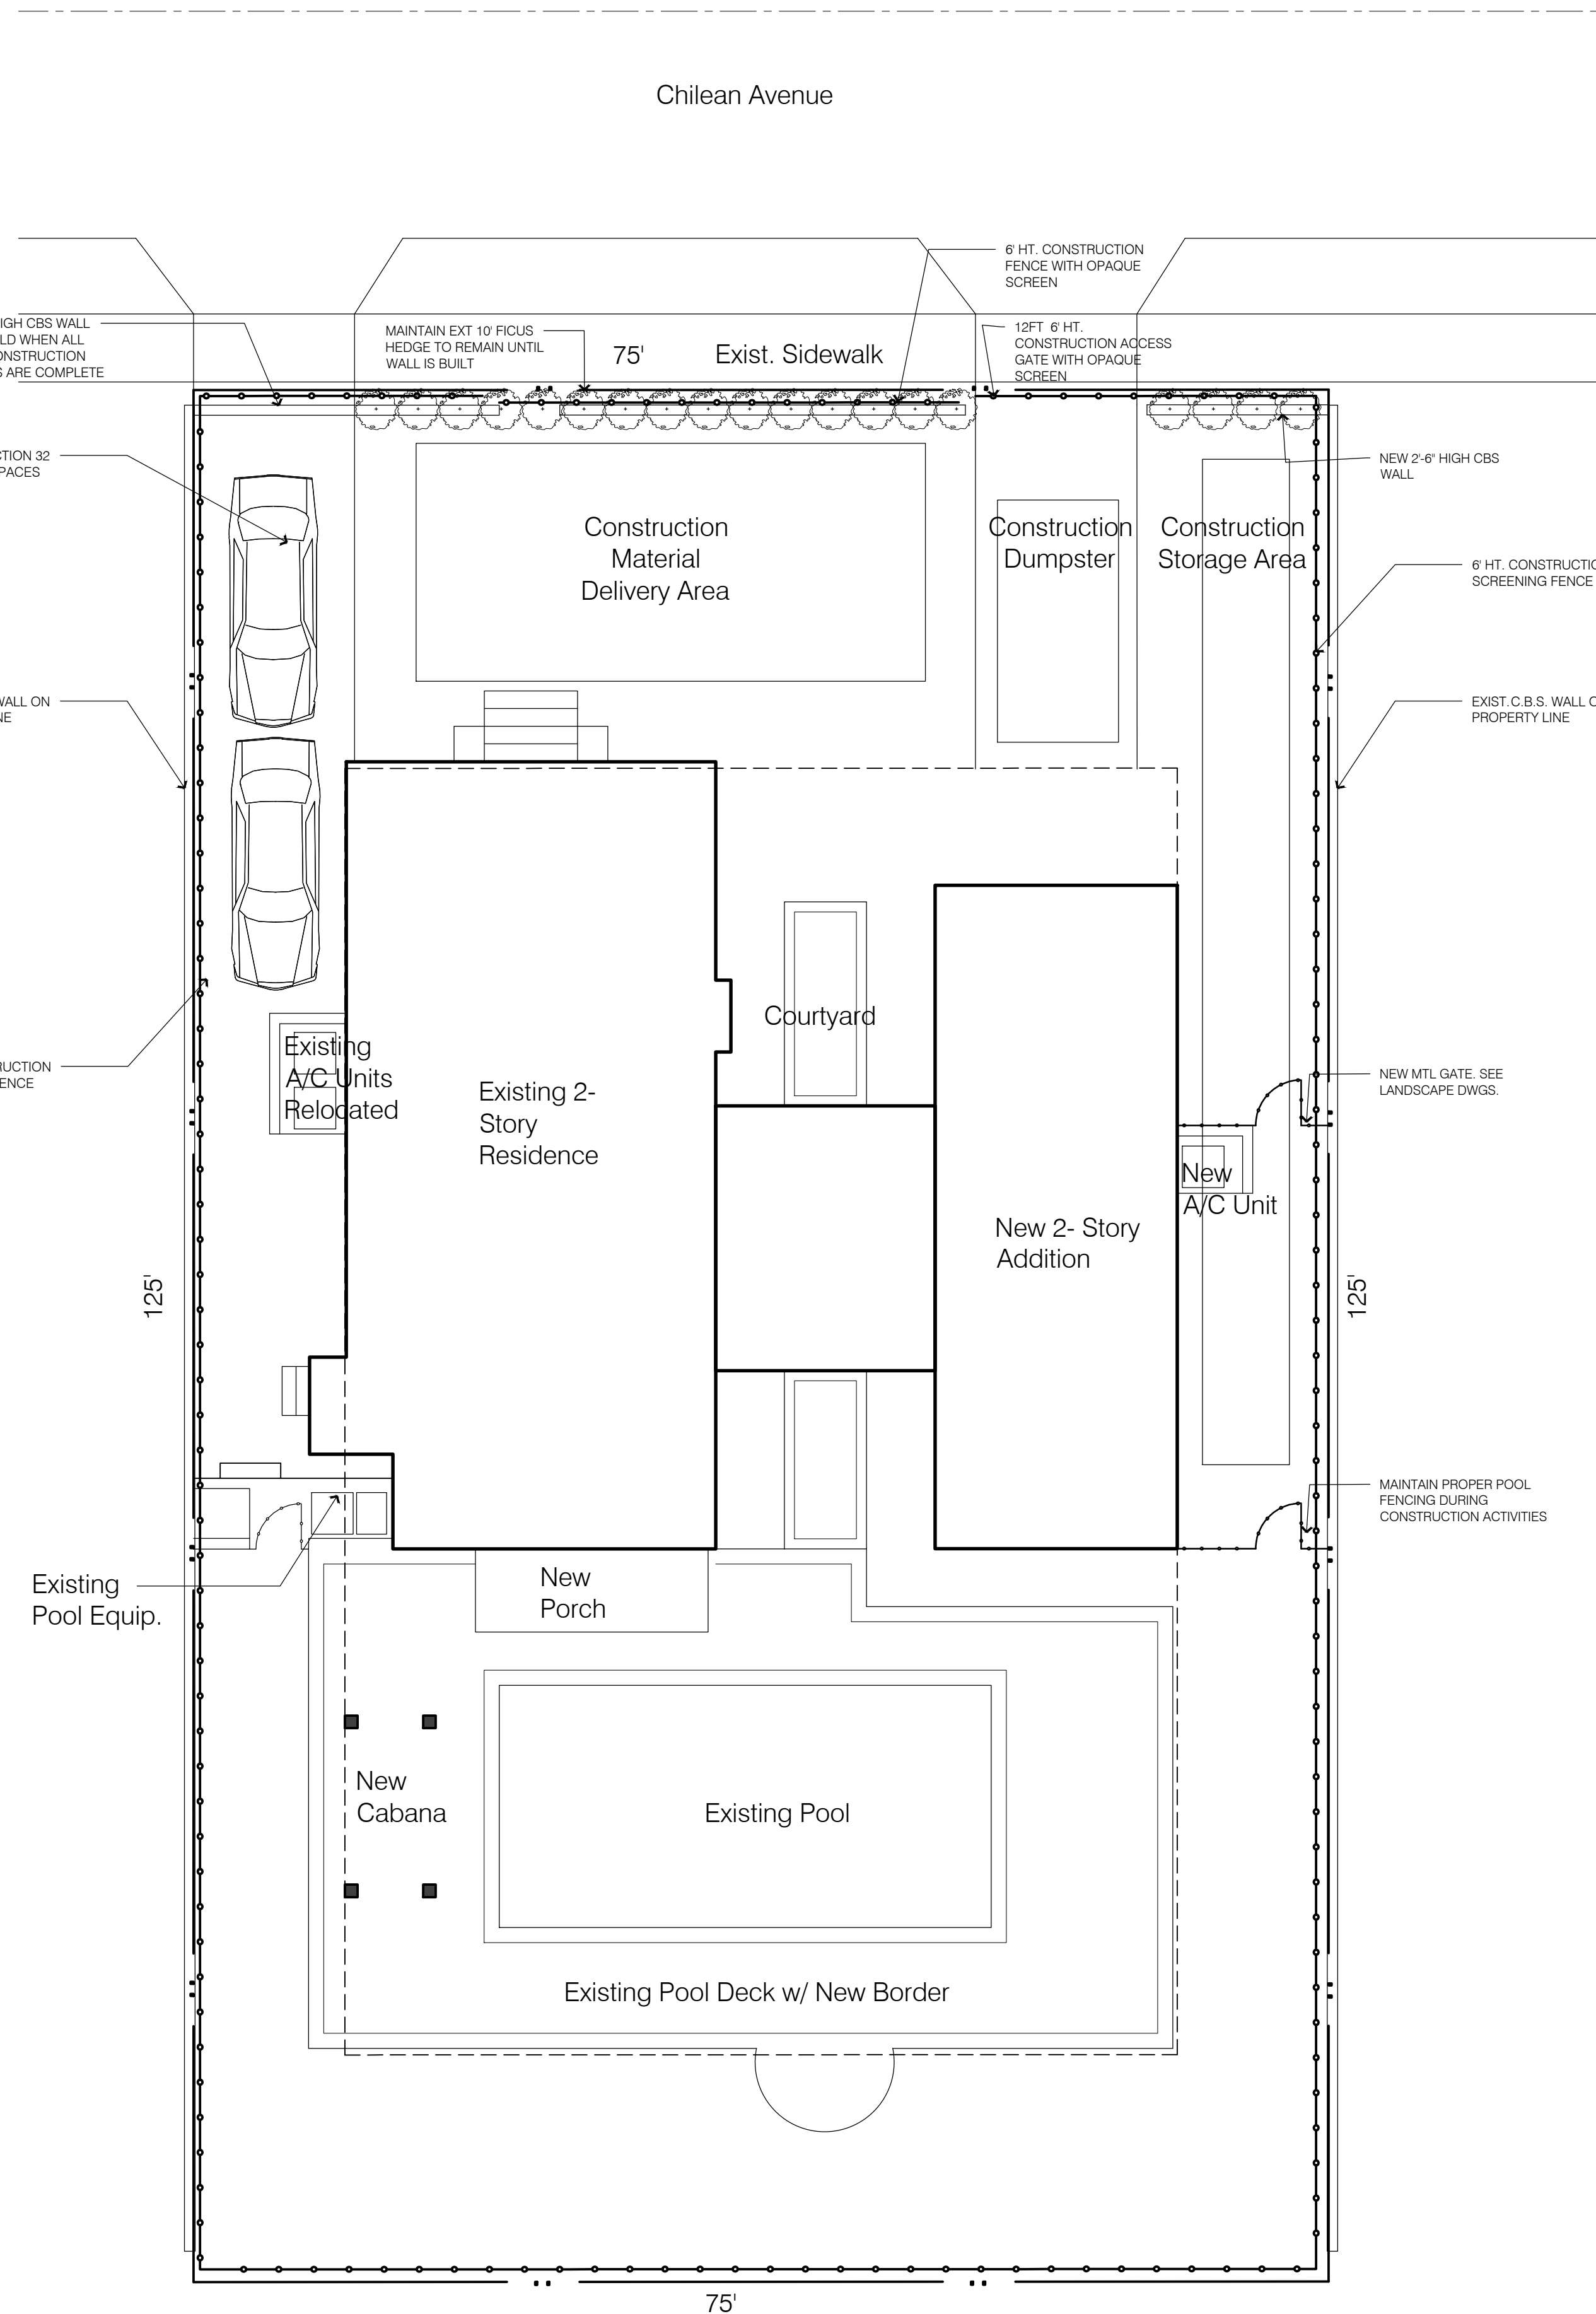 Chilean Avenue
6' HT. CONSTRUCTION
FENCE WITH OPAQUE
SCREEN
IGH CBS WALL
LD WHEN ALL
ONSTRUCTION
S ARE COMPLETE
MAINTAIN EXT 10' FICUS
HEDGE TO REMAIN UNTIL
WALL IS BUILT
75'
Exist. Sidewalk
12FT 6' HT.
CONSTRUCTION ACCESS
GATE WITH OPAQUE
SCREEN
CTION 32
PACES
NEW 2'-6" HIGH CBS
WALL
Construction
Material
Delivery Area
Construction
Dumpster
Construction
Storage Area
6' HT. CONSTRUCTIO
SCREENING FENCE
WALL ON
NE
EXIST.C.B.S. WALL O
PROPERTY LINE
Courtyard
Existing
A/C Units
Relocated
RUCTION
ENCE
Existing 2-
Story
Residence
NEW MTL GATE. SEE
LANDSCAPE DWGS.
New
A/C Unit
New 2- Story
Addition
125'
125'
MAINTAIN PROPER POOL
FENCING DURING
CONSTRUCTION ACTIVITIES
Existing
Pool Equip.
New
Porch
New
Cabana
Existing Pool
Existing Pool Deck w/ New Border
75'